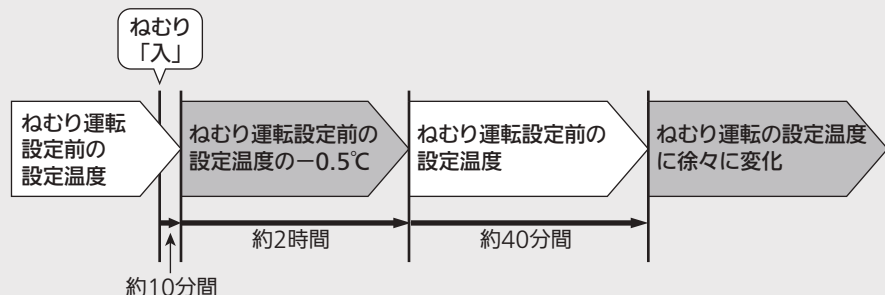 ねむり
「入」
ねむり運転
設定前の
設定温度
ねむり運転設定前の
設定温度の－0.5℃
ねむり運転設定前の
設定温度
ねむり運転の設定温度
に徐々に変化
約2時間
約40分間
約10分間